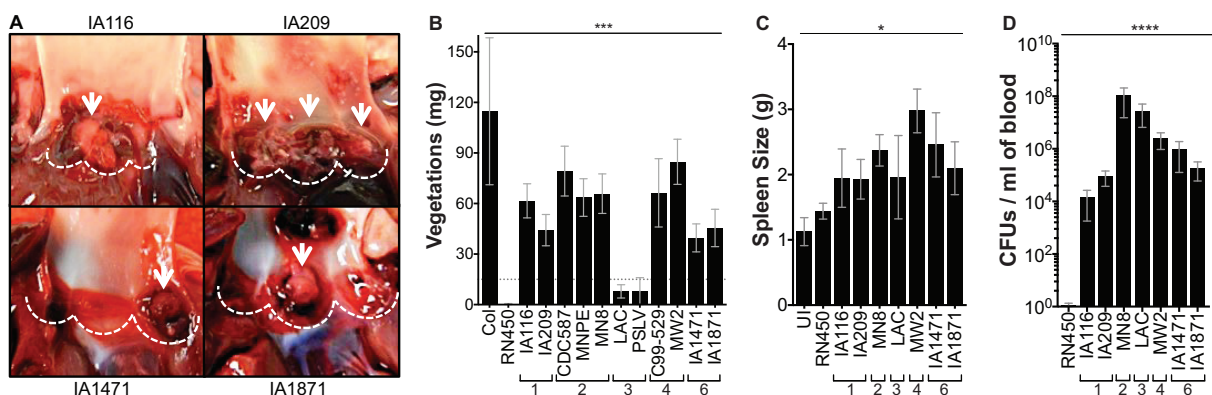 A
IA116
IA209
IA1471
IA1871
B
***
Vegetations (mg)
150
120
90
60
30
0
Col
RN450
IA116
IA209
CDC587
MNPE
MN8
LAC
PSLV
C99-529
MW2
IA1471
IA1871
1
2
3
4
6
C
*
Spleen Size (g)
4
3
2
1
0
UI
RN450
IA116
IA209
MN8
LAC
MW2
IA1471
IA1871
1
2
3
4
6
D
****
CFUs / ml of blood
10^10
10^8
10^6
10^4
10^2
10^0
RN450
IA116
IA209
MN8
LAC
MW2
IA1471
IA1871
1
2
3
4
6